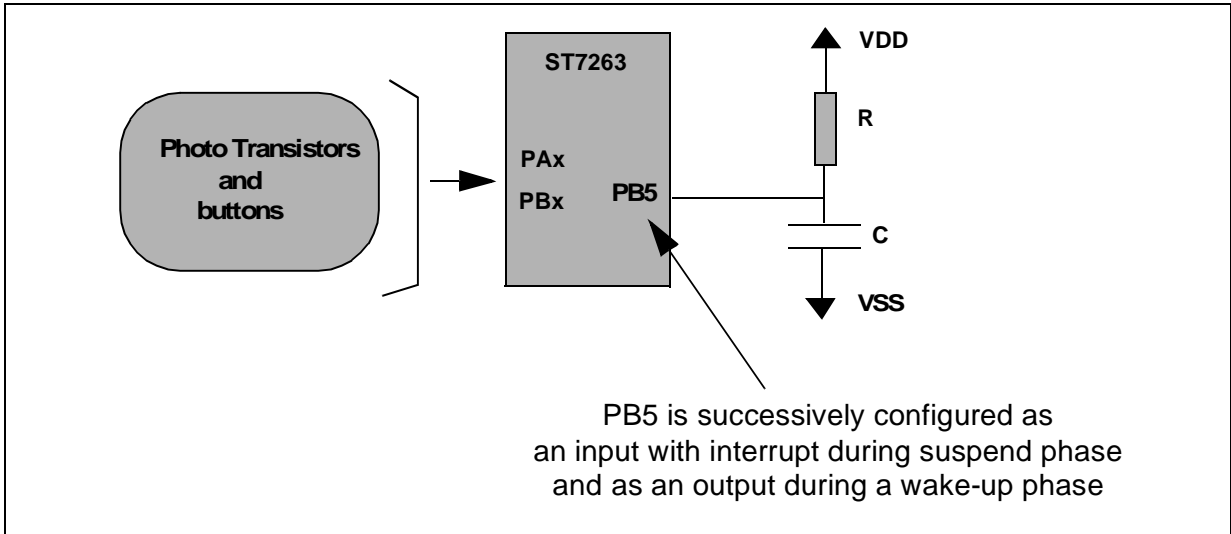 ST7263
VDD
R
Photo Transistors
and
buttons
PAx
PBx
PB5
C
VSS
PB5 is successively configured as
an input with interrupt during suspend phase
and as an output during a wake-up phase